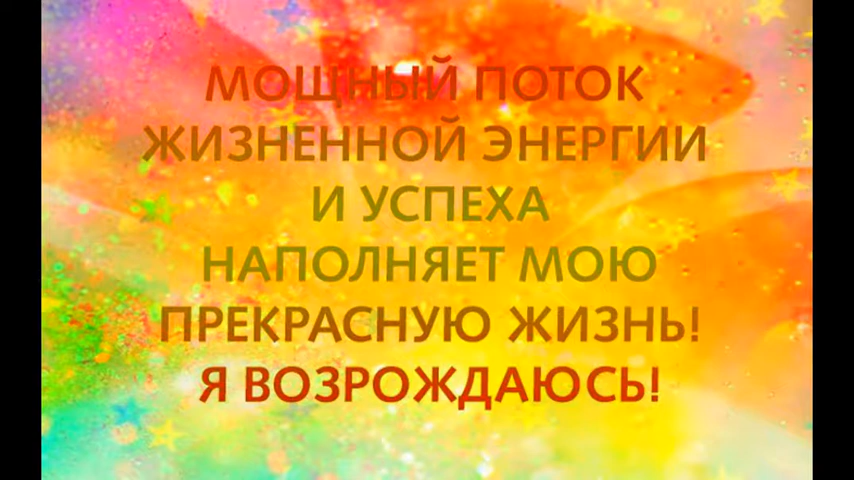 МОЩНЫЙ ПОТОК
ЖИЗНЕННОЙ ЭНЕРГИИ
И УСПЕХА
НАПОЛНЯЕТ МОЮ
ПРЕКРАСНУЮ ЖИЗНЬ!
Я ВОЗРОЖДАЮСЬ!